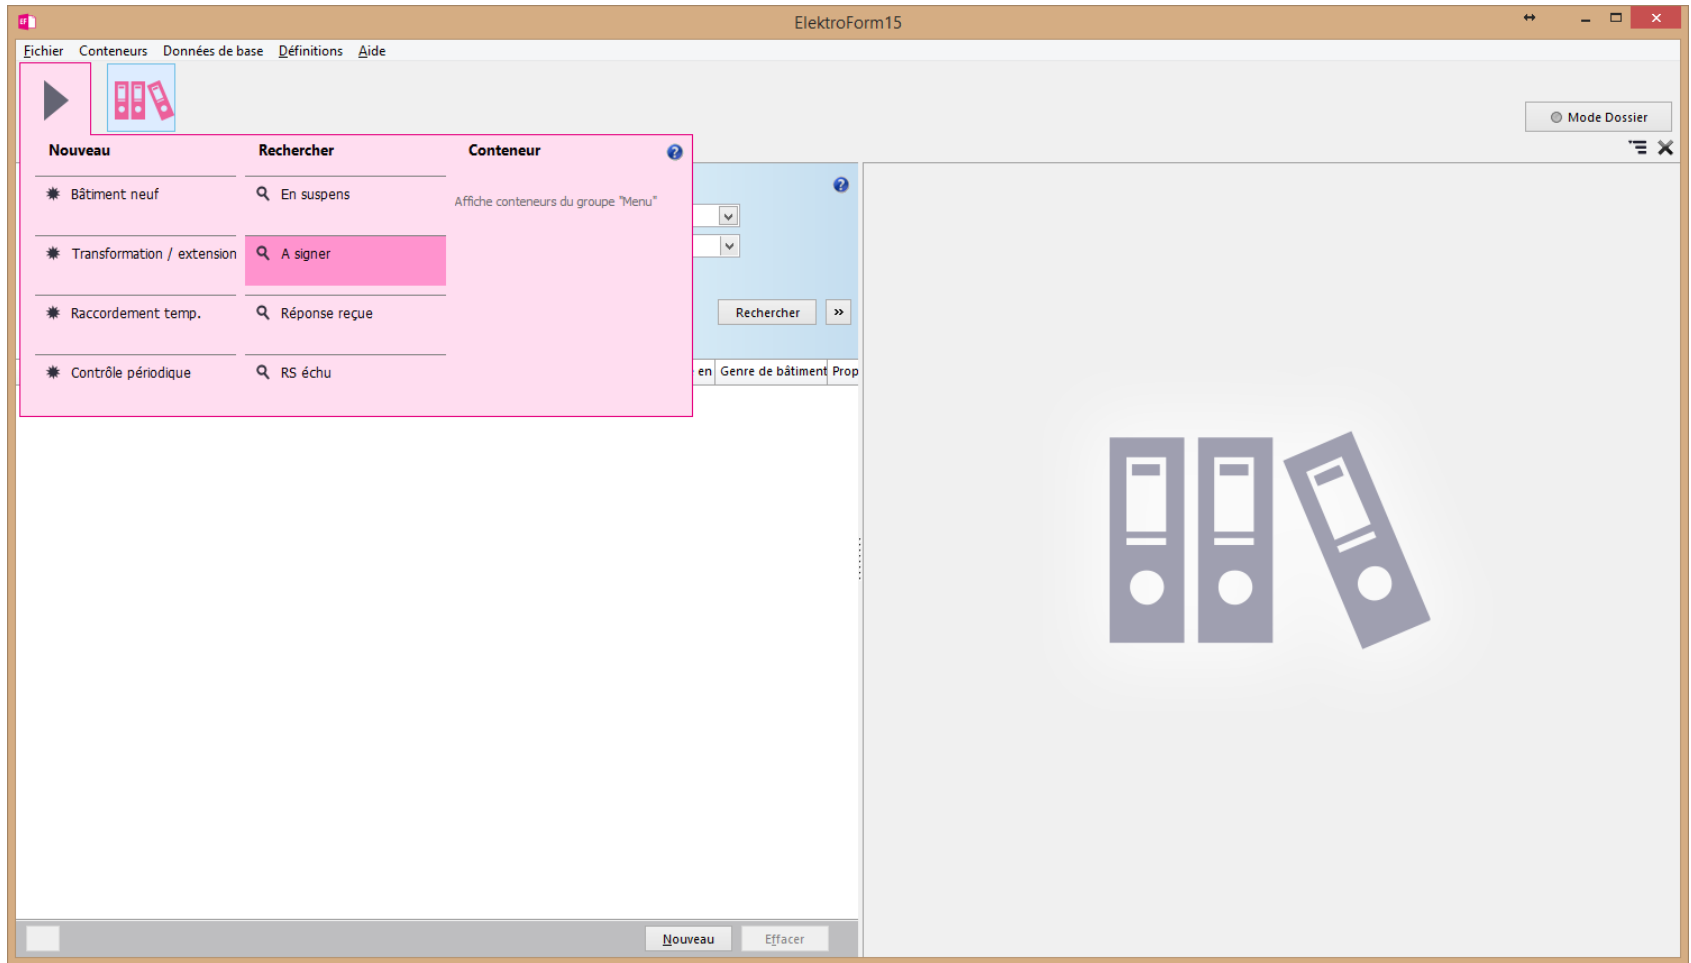 EF
ElektroForm15
Fichier Conteneurs Données de base Définitions Aide
Mode Dossier
Nouveau Rechercher Conteneur
Bâtiment neuf En suspens
Affiche conteneurs du groupe "Menu"
Transformation / extension A signer
Raccordement temp. Réponse reçue
Rechercher »
Contrôle périodique RS échu
en Genre de bâtiment Prop
Nouveau Effacer